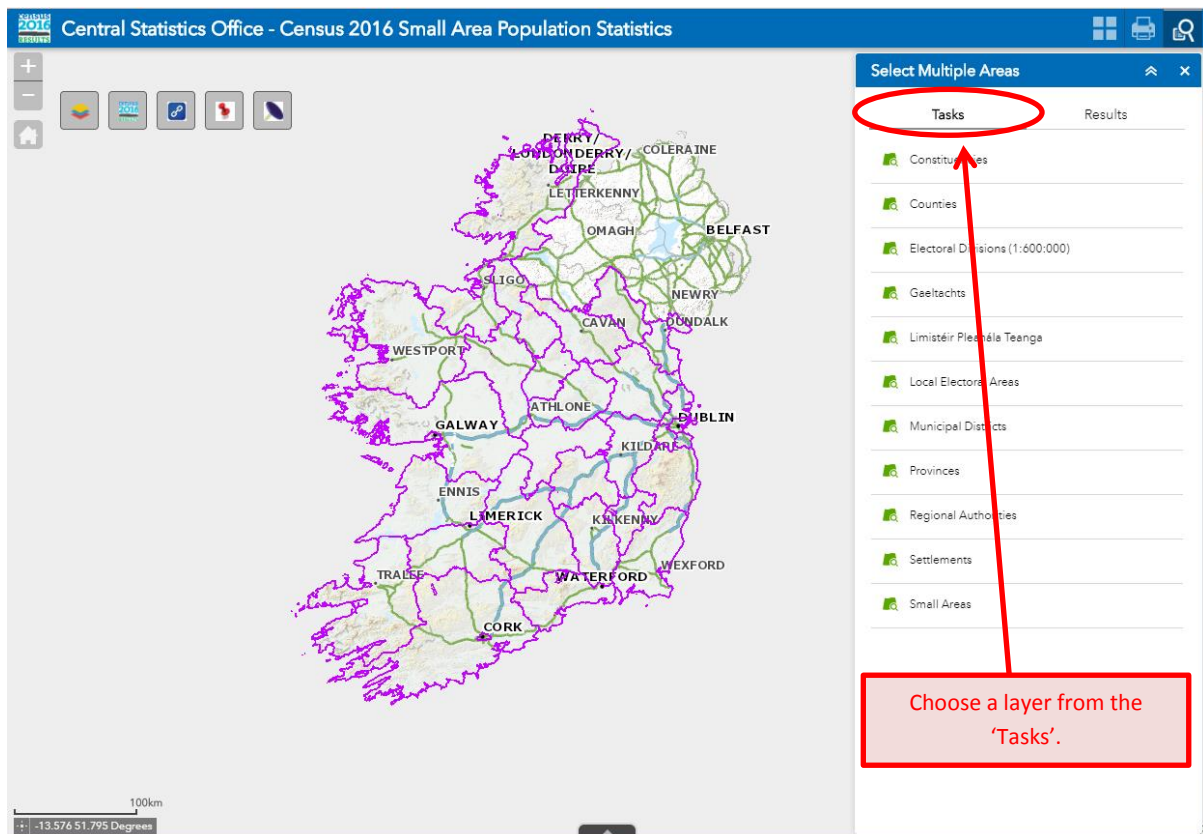 CENSUS
2016
RESULTS
Central Statistics Office - Census 2016 Small Area Population Statistics
Select Multiple Areas
Tasks
Results
Constituencies
Counties
Electoral Divisions (1:600:000)
Gaeltachts
Limistéir Pleanála Teanga
Local Electoral Areas
Municipal Districts
Provinces
Regional Authorities
Settlements
Small Areas
Choose a layer from the
‘Tasks’.
DERRY/
LONDONDERRY/
DOIRE
COLERAINE
LETTERKENNY
OMAGH
BELFAST
SLIGO
NEWRY
CAVAN
DUNDALK
WESTPORT
ATHLONE
DUBLIN
GALWAY
KILDARE
ENNIS
LIMERICK
KILKENNY
WEXFORD
TRALEE
WATERFORD
CORK
100km
-13.576 51.795 Degrees